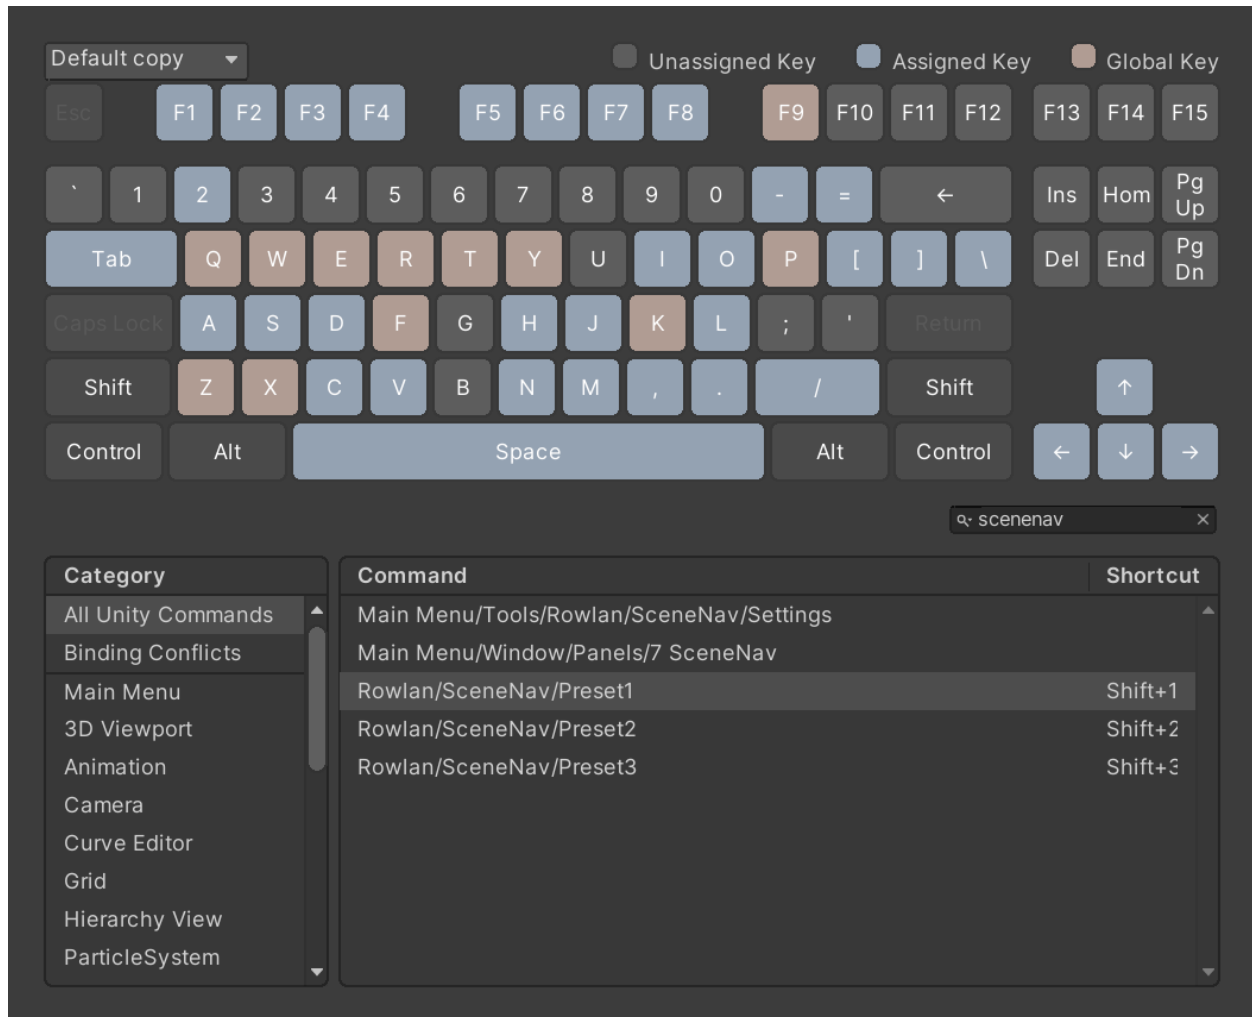 Default copy Unassigned Key Assigned Key Global Key
Esc F1 F2 F3 F4 F5 F6 F7 F8 F9 F10 F11 F12 F13 F14 F15
` 1 2 3 4 5 6 7 8 9 0 - = ← Ins Hom Pg Up
Tab Q W E R T Y U I O P [ ] \ Del End Pg Dn
Caps Lock A S D F G H J K L ; ' Return
Shift Z X C V B N M , . / Shift ↑
Control Alt Space Alt Control ← ↓ →
scenenav
Category Command Shortcut
All Unity Commands Main Menu/Tools/Rowlan/SceneNav/Settings
Binding Conflicts Main Menu/Window/Panels/7 SceneNav
Main Menu Rowlan/SceneNav/Preset1 Shift+1
3D Viewport Rowlan/SceneNav/Preset2 Shift+2
Animation Rowlan/SceneNav/Preset3 Shift+3
Camera
Curve Editor
Grid
Hierarchy View
ParticleSystem